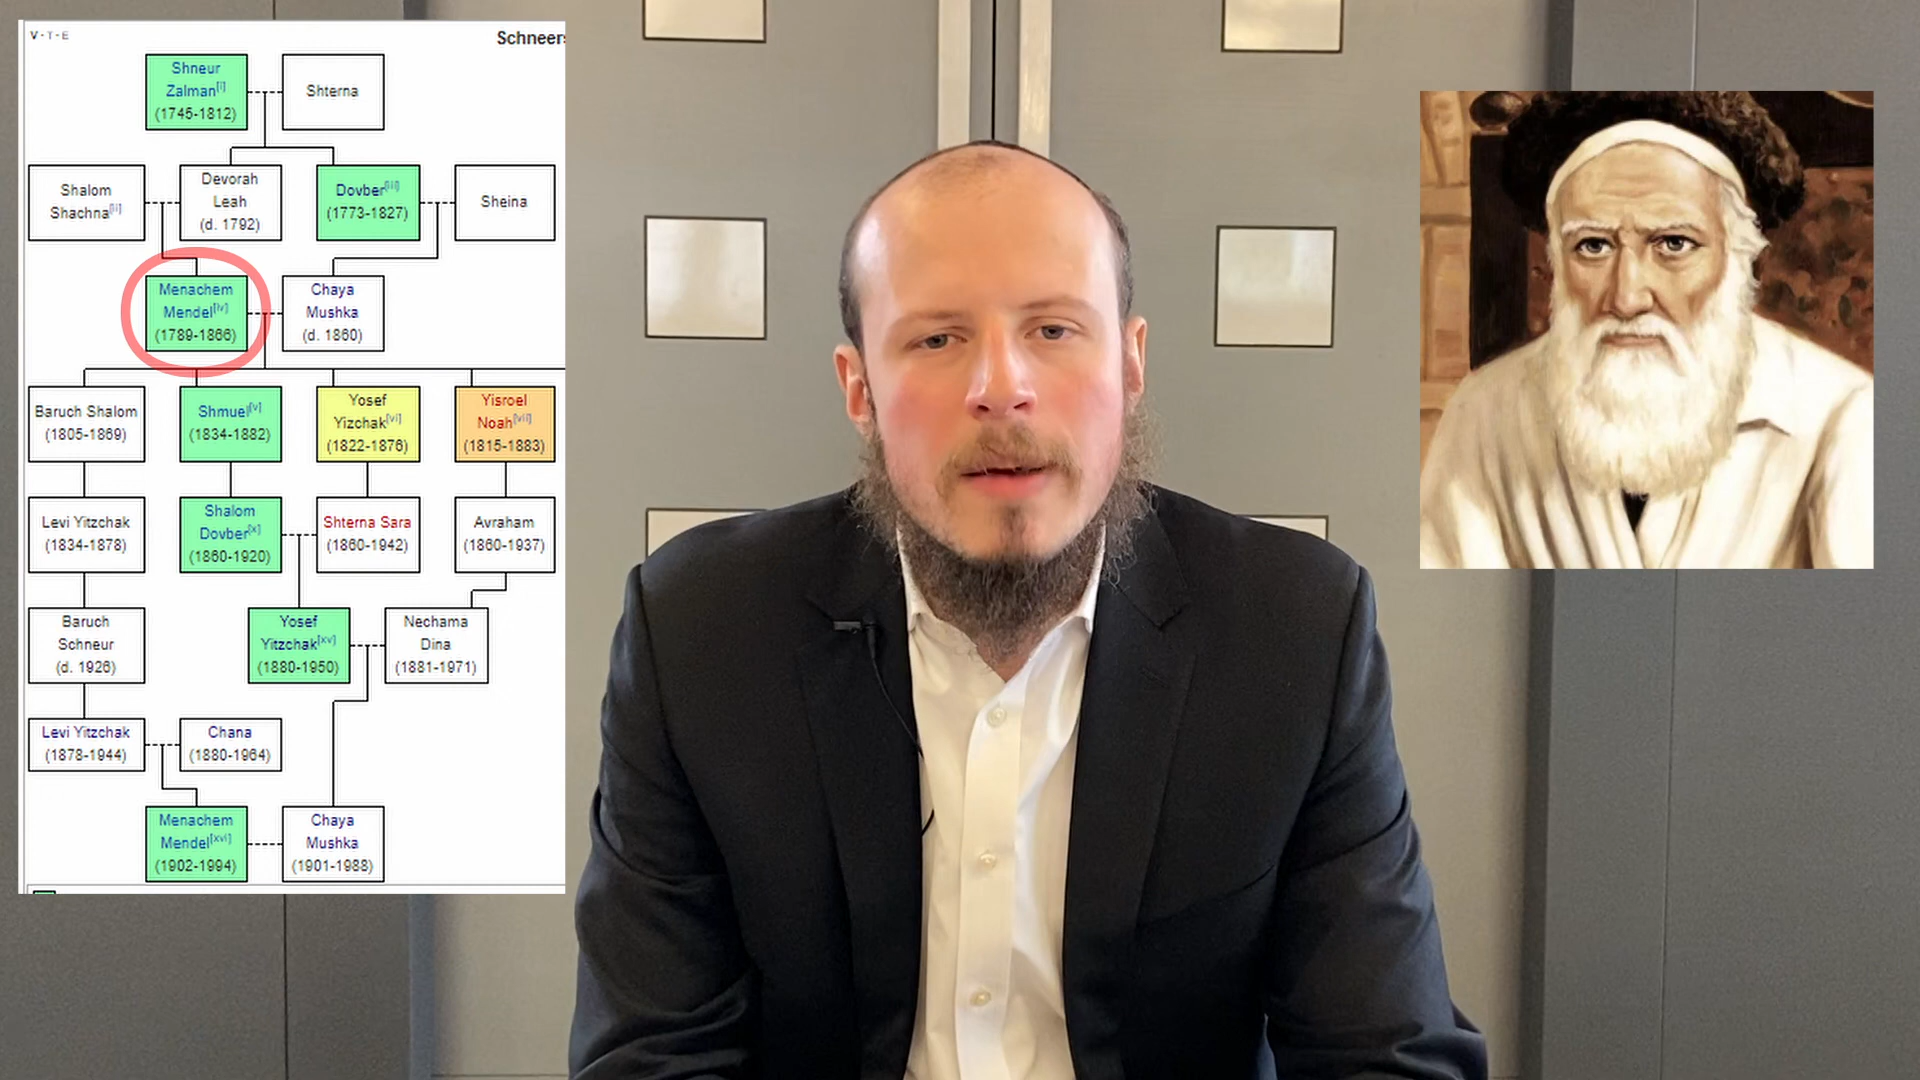 V · T · E
Schneers
Shneur
Zalman[i]
(1745-1812)
Shterna
Shalom
Shachna[ii]
Devorah
Leah
(d. 1792)
Dovber[iii]
(1773-1827)
Sheina
Menachem
Mendel[iv]
(1789-1866)
Chaya
Mushka
(d. 1860)
Baruch Shalom
(1805-1869)
Shmuel[v]
(1834-1882)
Yosef
Yizchak[vi]
(1822-1876)
Yisroel
Noah[vii]
(1815-1883)
Levi Yitzchak
(1834-1878)
Shalom
Dovber[x]
(1860-1920)
Shterna Sara
(1860-1942)
Avraham
(1860-1937)
Baruch
Schneur
(d. 1926)
Yosef
Yitzchak[xv]
(1880-1950)
Nechama
Dina
(1881-1971)
Levi Yitzchak
(1878-1944)
Chana
(1880-1964)
Menachem
Mendel[xvi]
(1902-1994)
Chaya
Mushka
(1901-1988)